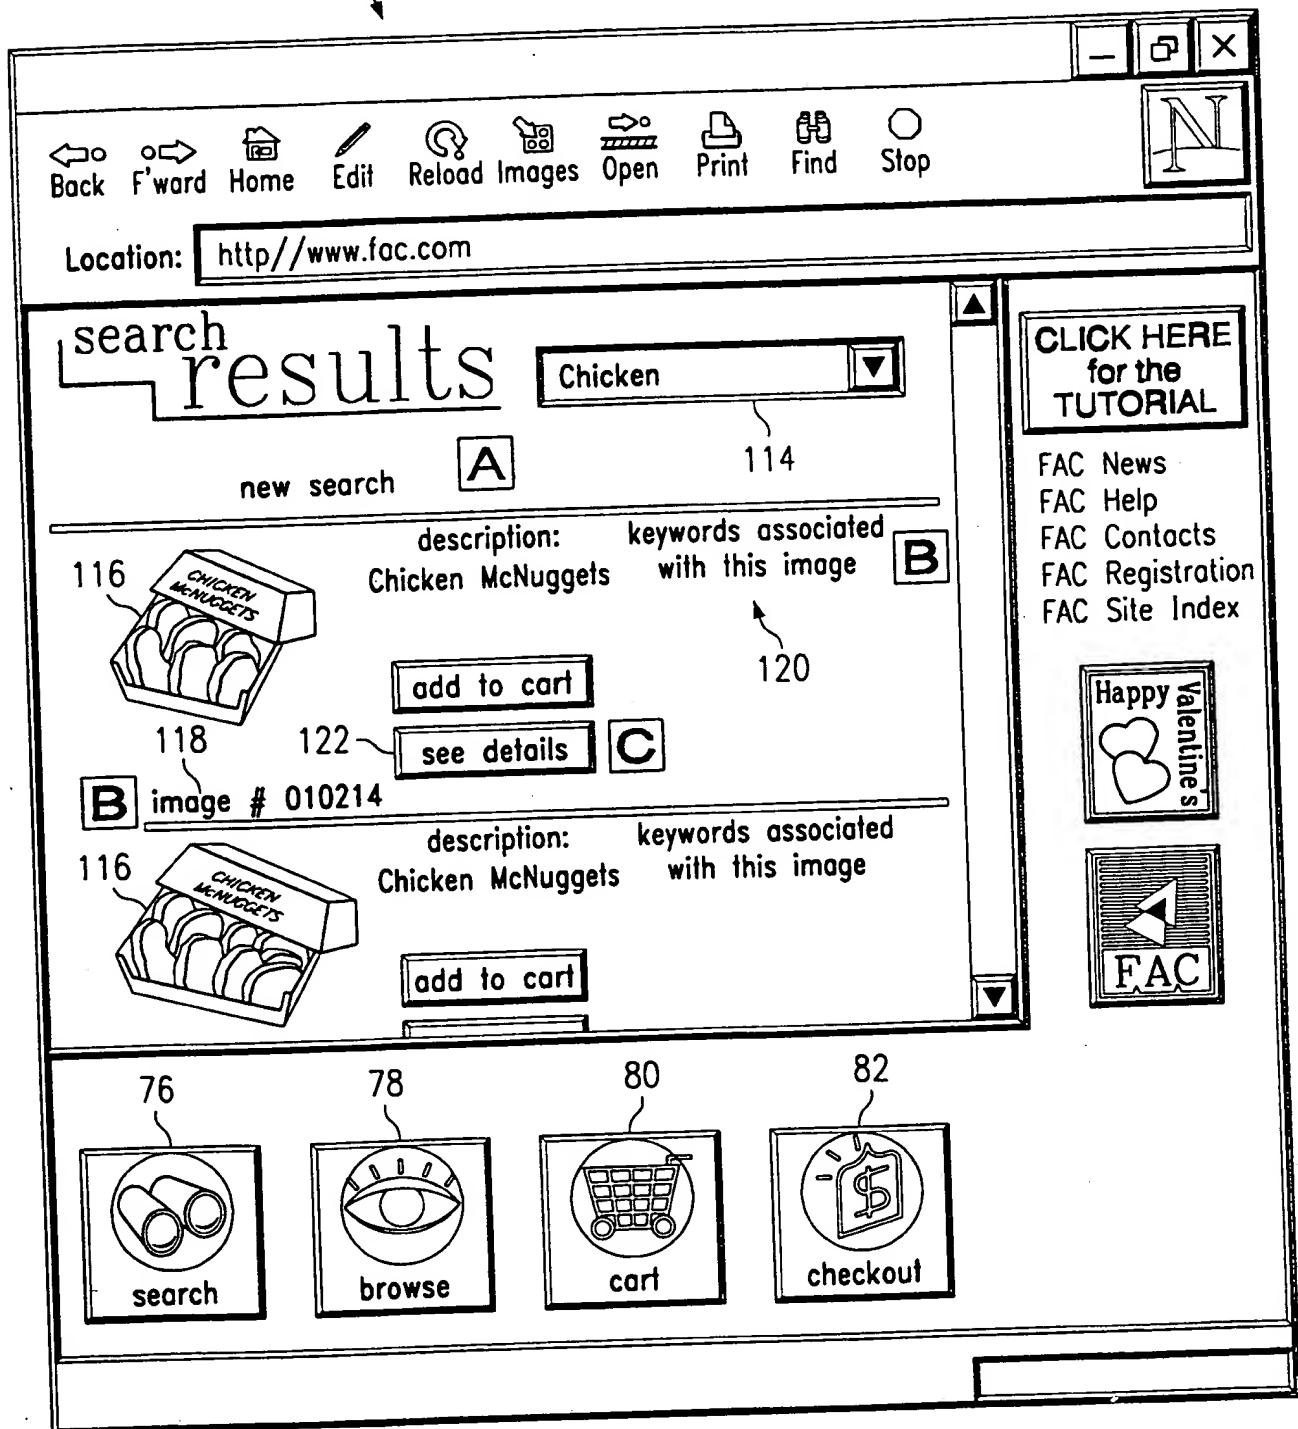 N
Back F'ward Home Edit Reload Images Open Print Find Stop
Location: http//www.fac.com
search
results
Chicken
114
new search A
description:
Chicken McNuggets
keywords associated
with this image
B
116
CHICKEN
McNUGGETS
120
add to cart
118
122
see details
C
B
image # 010214
description:
Chicken McNuggets
keywords associated
with this image
116
CHICKEN
McNUGGETS
add to cart
CLICK HERE
for the
TUTORIAL
FAC News
FAC Help
FAC Contacts
FAC Registration
FAC Site Index
Happy
Valentine's
FAC
76
78
80
82
$
search
browse
cart
checkout